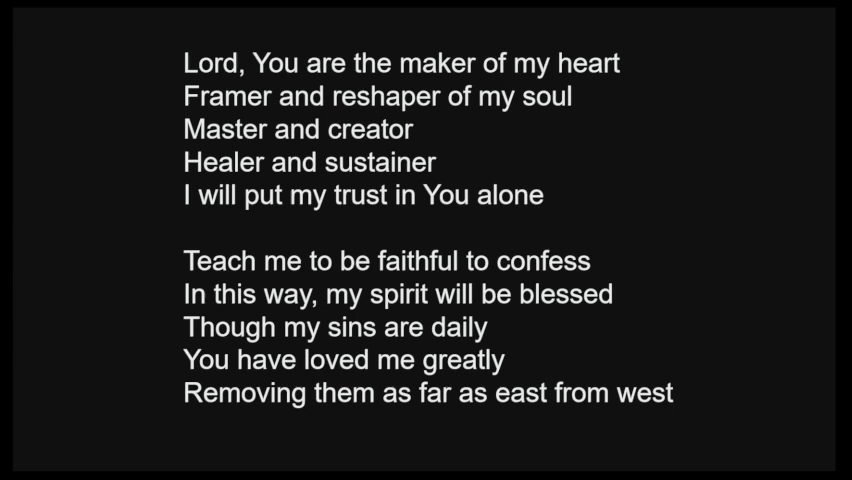 Lord, You are the maker of my heart
Framer and reshaper of my soul
Master and creator
Healer and sustainer
I will put my trust in You alone

Teach me to be faithful to confess
In this way, my spirit will be blessed
Though my sins are daily
You have loved me greatly
Removing them as far as east from west